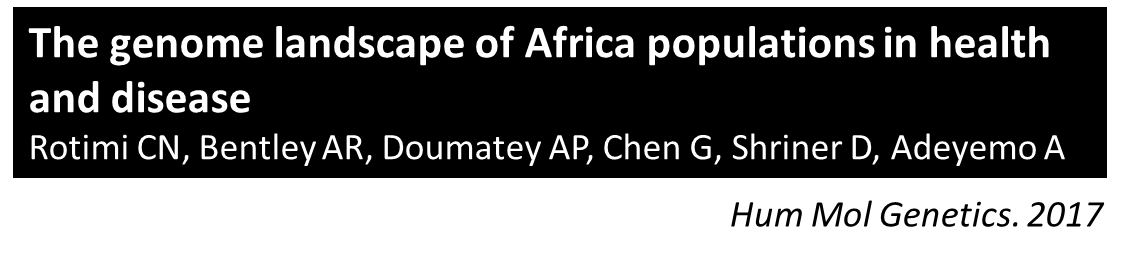 The genome landscape of Africa populations in health
and disease
Rotimi CN, Bentley AR, Doumatey AP, Chen G, Shriner D, Adeyemo A
Hum Mol Genetics. 2017